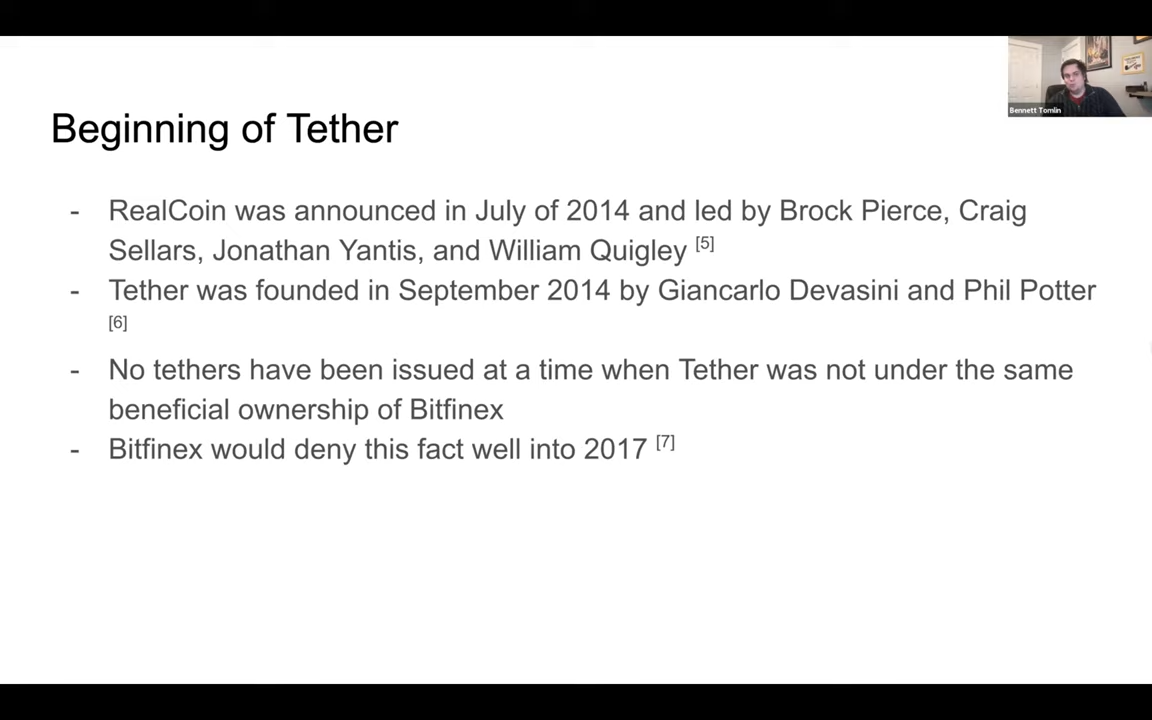 Bennett Tomlin
Beginning of Tether
- RealCoin was announced in July of 2014 and led by Brock Pierce, Craig
Sellars, Jonathan Yantis, and William Quigley [5]
- Tether was founded in September 2014 by Giancarlo Devasini and Phil Potter
[6]
- No tethers have been issued at a time when Tether was not under the same
beneficial ownership of Bitfinex
- Bitfinex would deny this fact well into 2017 [7]